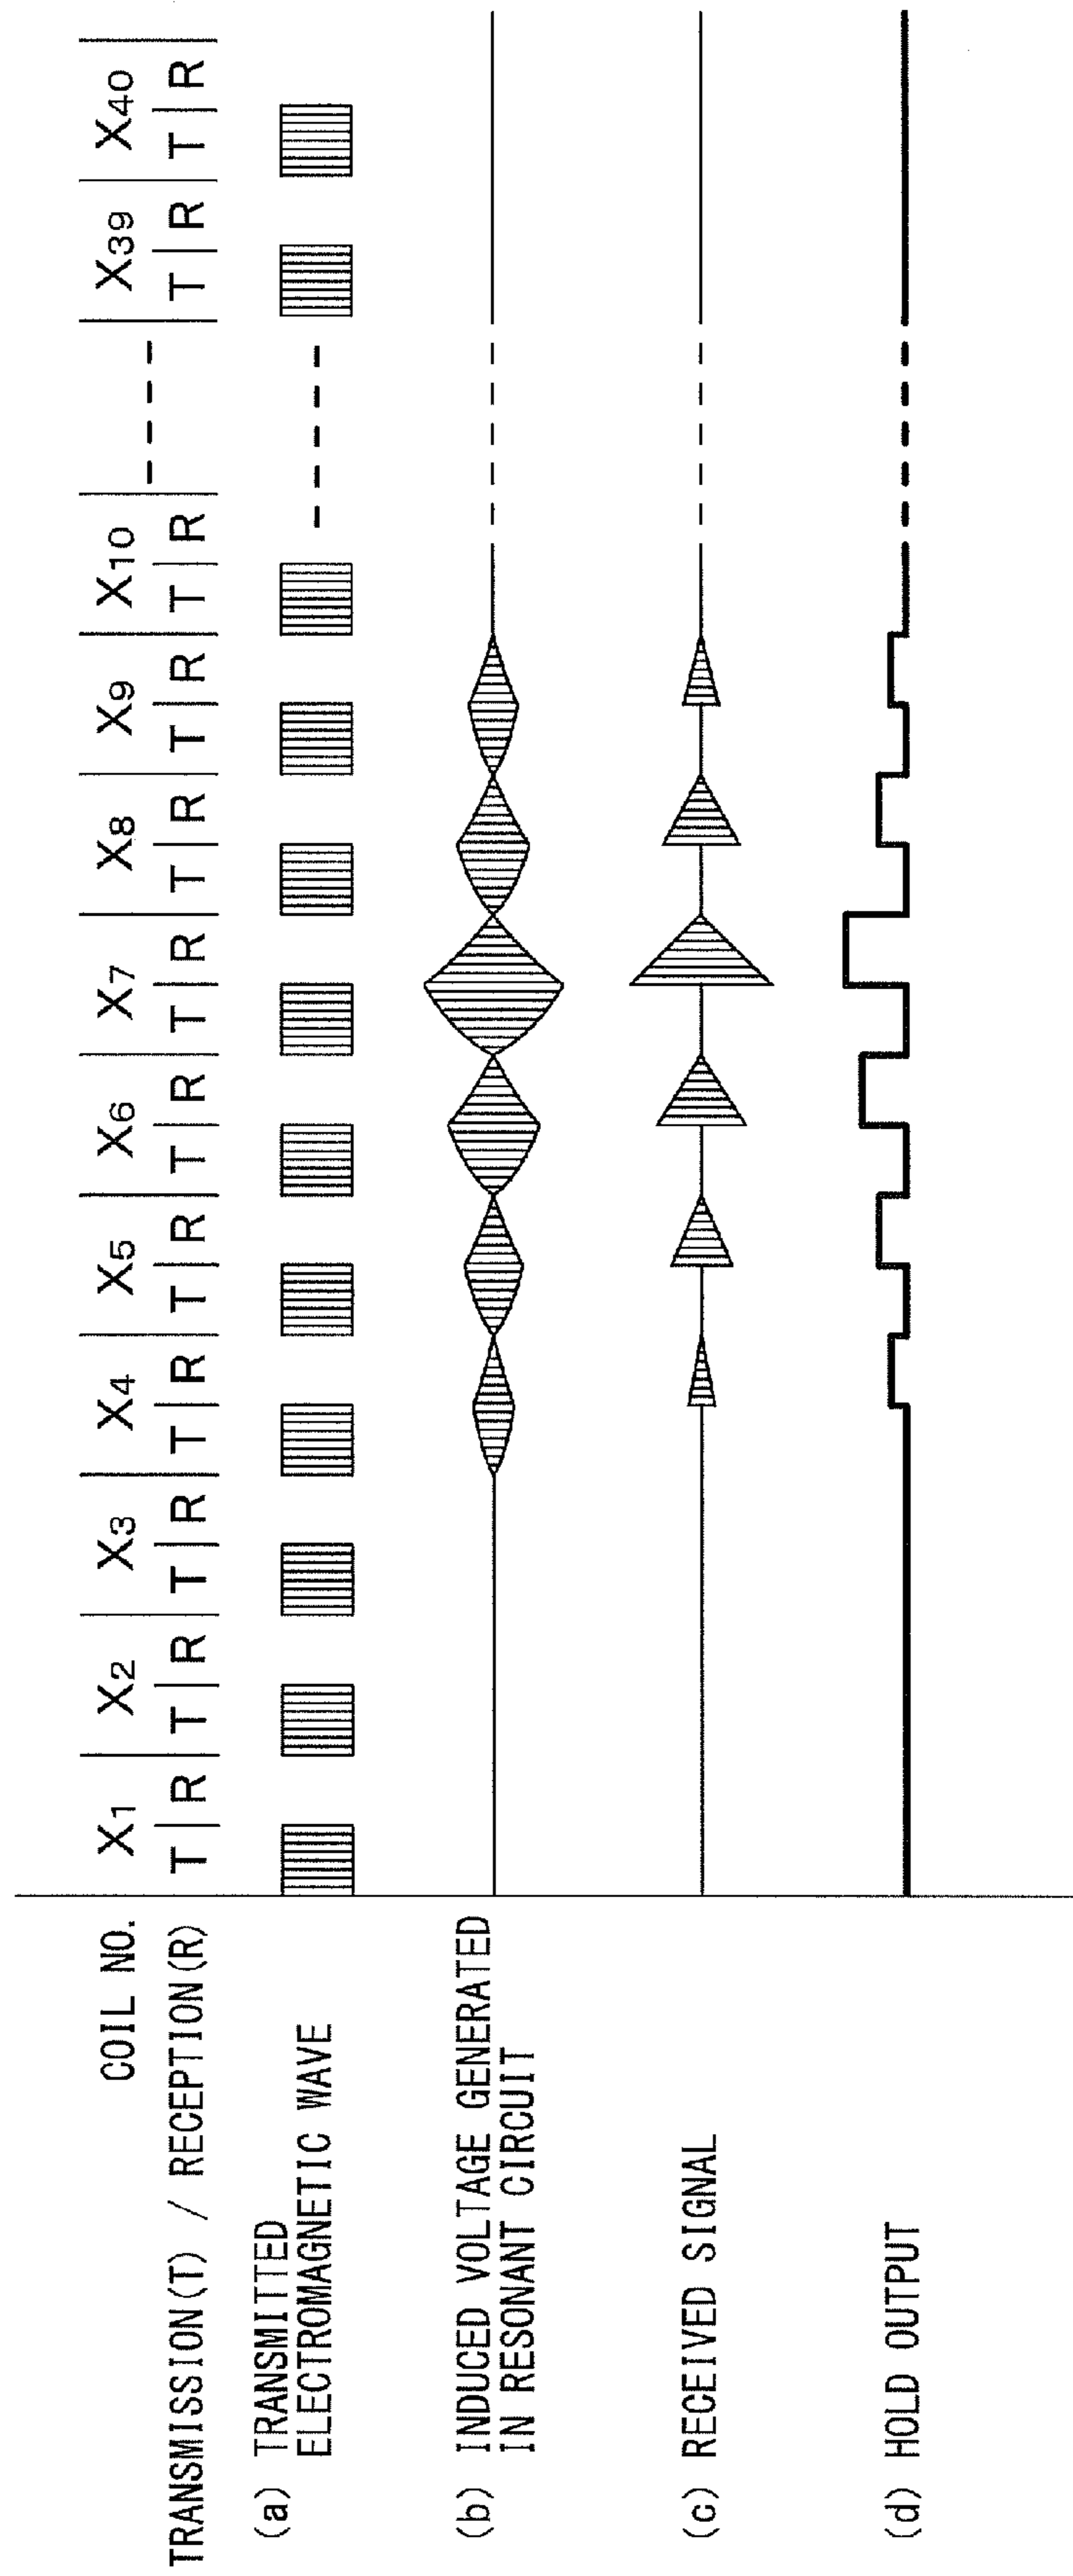 COIL NO. X1 X2 X3 X4 X5 X6 X7 X8 X9 X10 X39 X40
TRANSMISSION(T) / RECEPTION(R) T R T R T R T R T R T R T R T R T R T R T R T R
(a) TRANSMITTED
ELECTROMAGNETIC WAVE
(b) INDUCED VOLTAGE GENERATED
IN RESONANT CIRCUIT
(c) RECEIVED SIGNAL
(d) HOLD OUTPUT